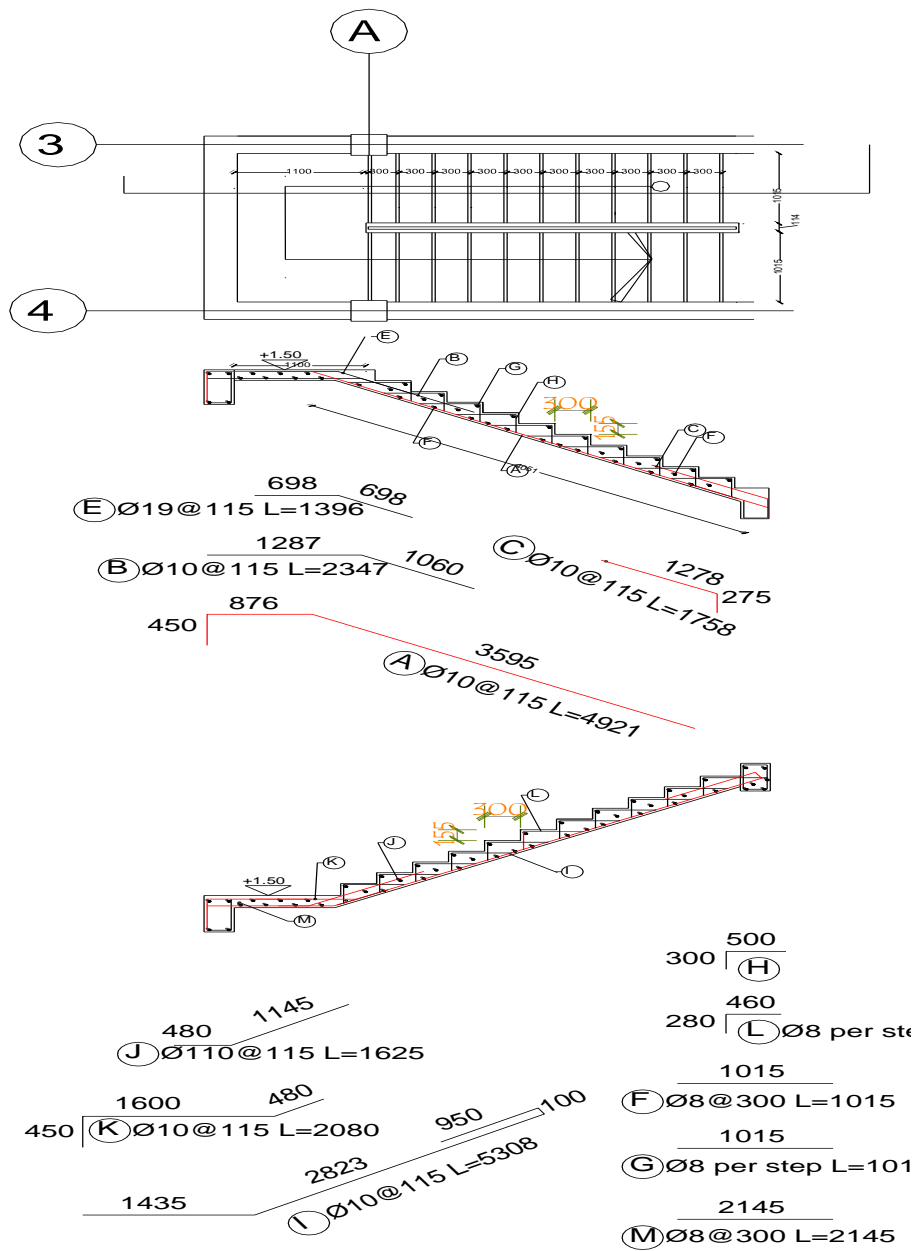 A
3
1100 300 300 300 300 300 300 300 300 300 300
1015
114
1015
4
E
+1.50
1100
B
G
H
300
155
C
F
F
A
698
698
E Ø19@115 L=1396
1287
1060
B Ø10@115 L=2347
C Ø10@115 L=1758
1278
275
876
450
3595
A Ø10@115 L=4921
L
300
155
J
K
+1.50
I
M
500
300
H
460
280
L Ø8 per ste
1145
480
J Ø110@115 L=1625
1015
F Ø8@300 L=1015
1600
480
450
K Ø10@115 L=2080
950
100
1015
G Ø8 per step L=101
2823
1435
I Ø10@115 L=5308
2145
M Ø8@300 L=2145